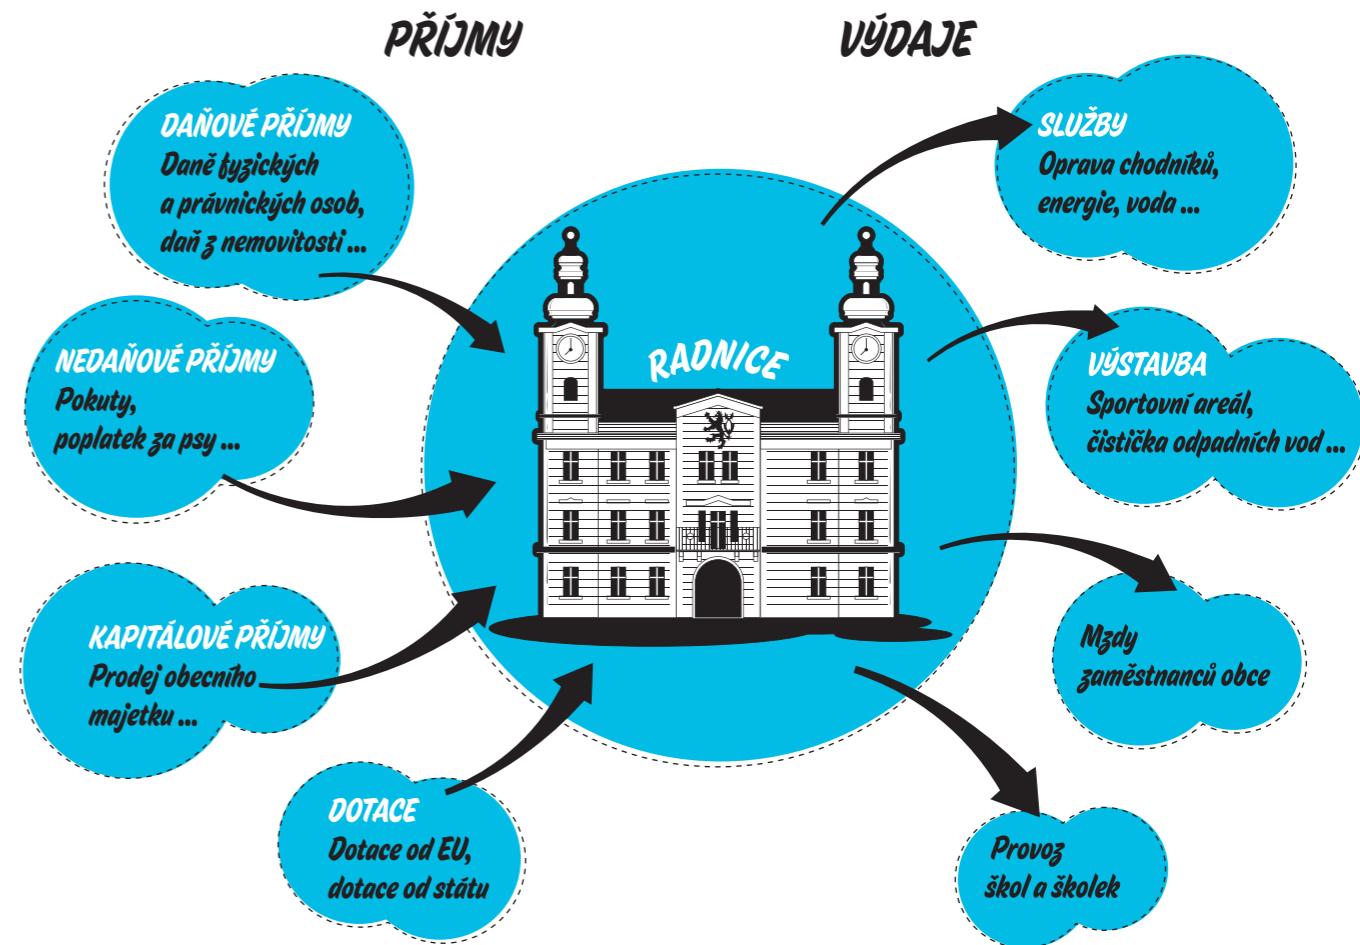 PŘÍJMY
VÝDAJE
DAŇOVÉ PŘÍJMY
Daně fyzických
a právnických osob,
daň z nemovitosti ...
NEDAŇOVÉ PŘÍJMY
Pokuty,
poplatek za psy ...
KAPITÁLOVÉ PŘÍJMY
Prodej obecního
majetku ...
DOTACE
Dotace od EU,
dotace od státu
RADNICE
SLUŽBY
Oprava chodníků,
energie, voda ...
VÝSTAVBA
Sportovní areál,
čistička odpadních vod ...
Mzdy
zaměstnanců obce
Provoz
škol a školek